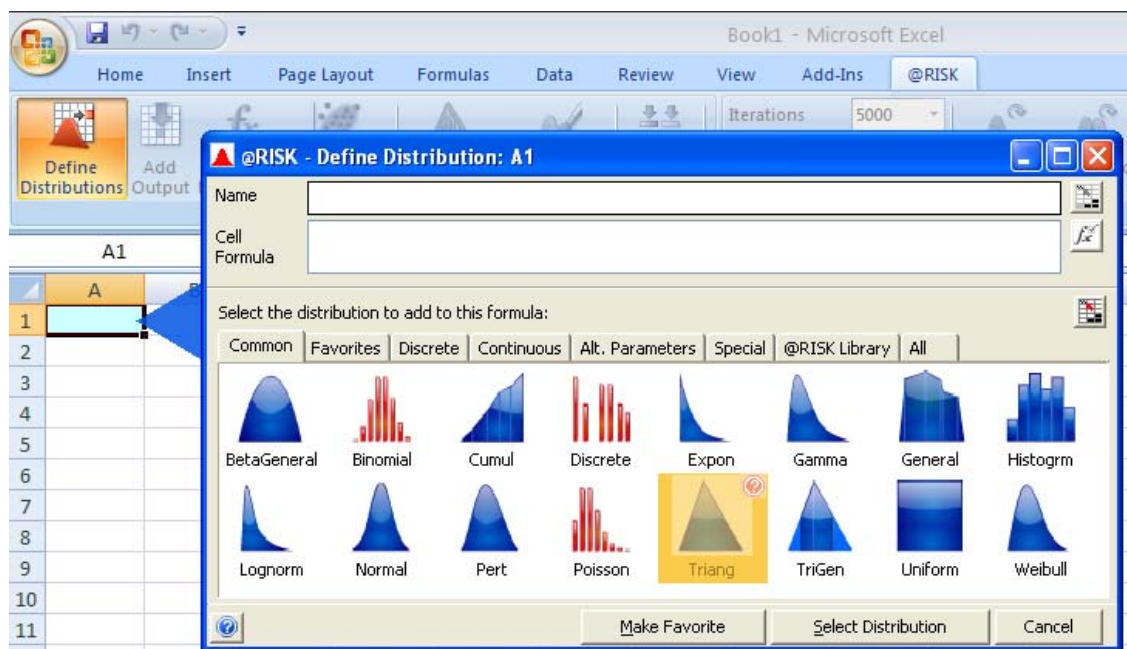 Book1 - Microsoft Excel
Home Insert Page Layout Formulas Data Review View Add-Ins @RISK
Iterations 5000
Define Distributions
Add Output
@RISK - Define Distribution: A1
Name
Cell Formula
A1
Select the distribution to add to this formula:
Common Favorites Discrete Continuous Alt. Parameters Special @RISK Library All
BetaGeneral Binomial Cumul Discrete Expon Gamma General Histogrm
Lognorm Normal Pert Poisson Triang TriGen Uniform Weibull
Make Favorite Select Distribution Cancel
A
1
2
3
4
5
6
7
8
9
10
11